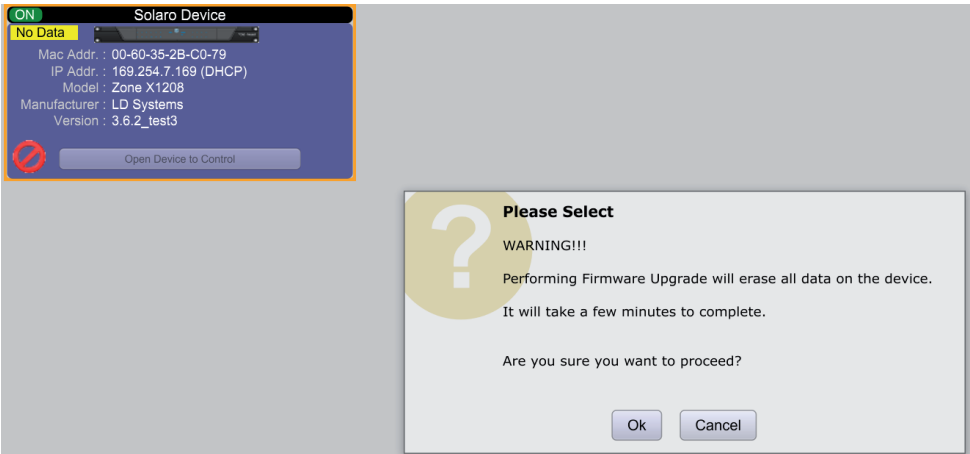 ON Solaro Device
No Data
Mac Addr. : 00-60-35-2B-C0-79
IP Addr. : 169.254.7.169 (DHCP)
Model : Zone X1208
Manufacturer : LD Systems
Version : 3.6.2_test3
Open Device to Control
Please Select
WARNING!!!
Performing Firmware Upgrade will erase all data on the device.
It will take a few minutes to complete.
Are you sure you want to proceed?
Ok Cancel